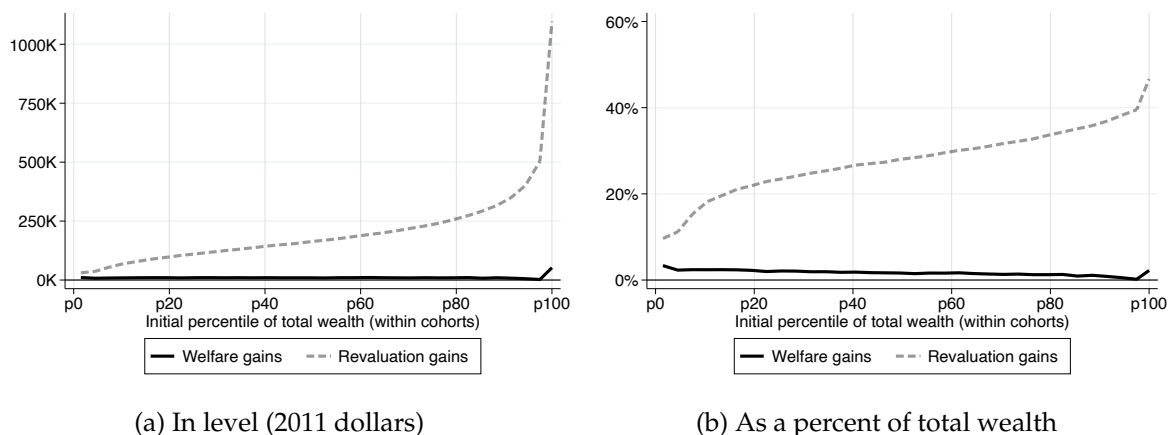 1000K
750K
500K
250K
0K
p0 p20 p40 p60 p80 p100
Initial percentile of total wealth (within cohorts)
Welfare gains Revaluation gains
(a) In level (2011 dollars)
60%
40%
20%
0%
p0 p20 p40 p60 p80 p100
Initial percentile of total wealth (within cohorts)
Welfare gains Revaluation gains
(b) As a percent of total wealth